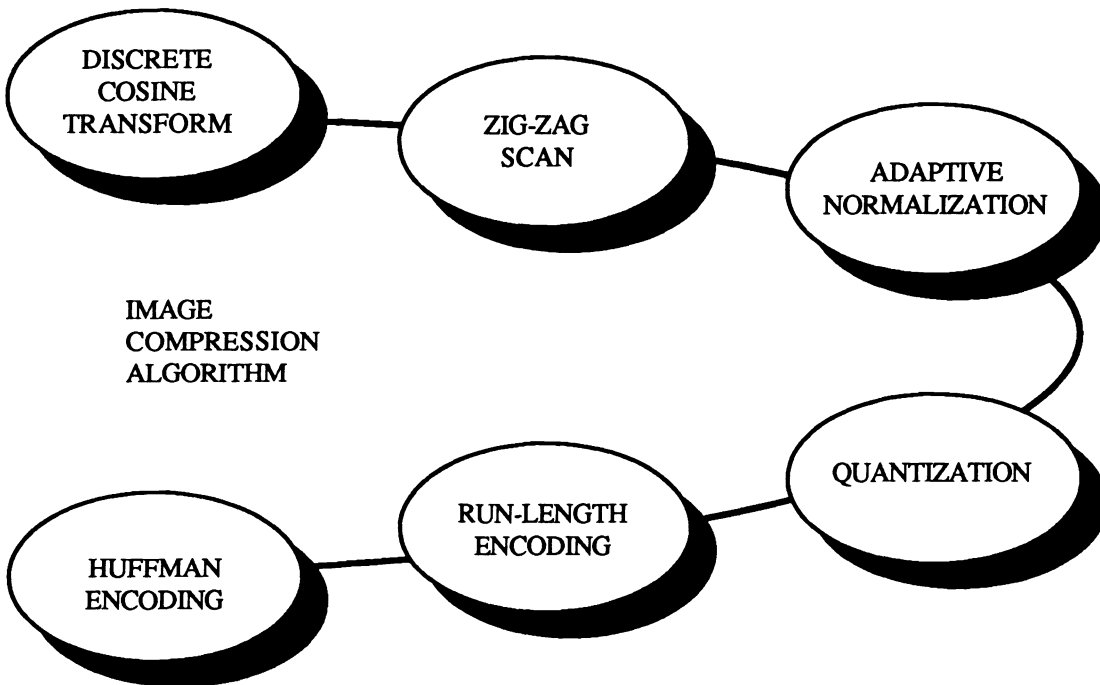 DISCRETE
COSINE
TRANSFORM
ZIG-ZAG
SCAN
ADAPTIVE
NORMALIZATION
IMAGE
COMPRESSION
ALGORITHM
QUANTIZATION
RUN-LENGTH
ENCODING
HUFFMAN
ENCODING